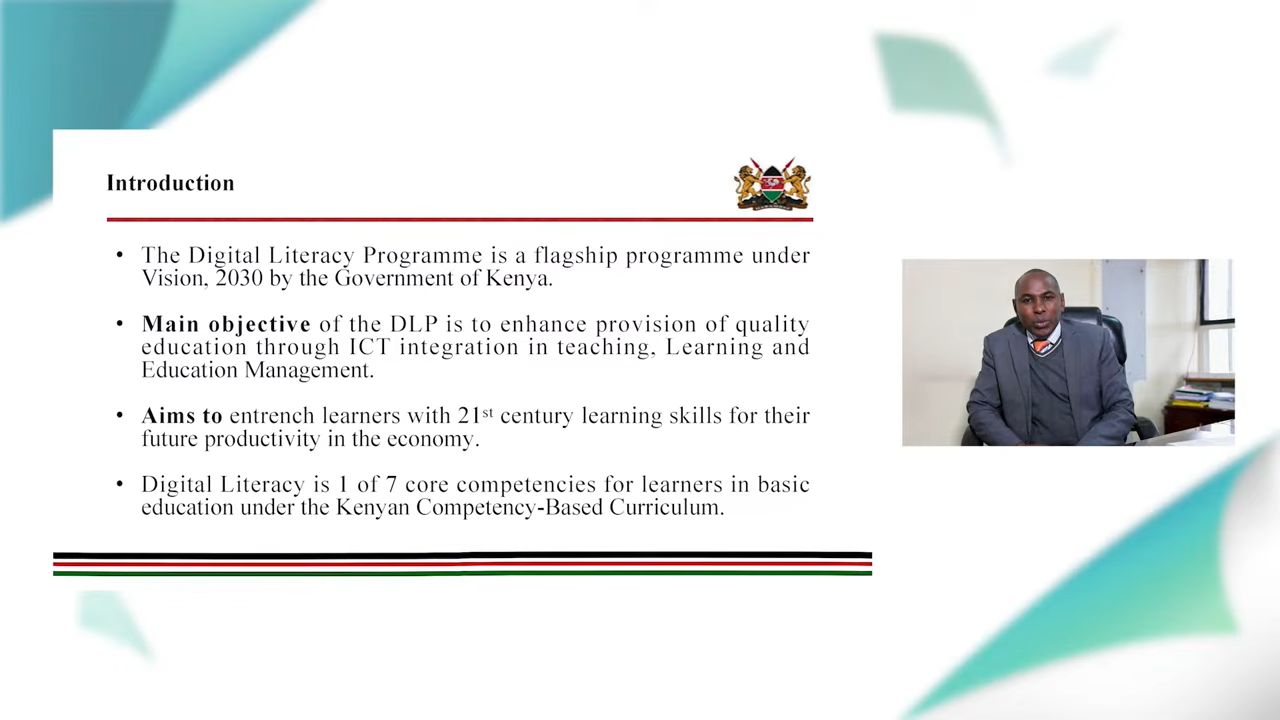 Introduction
• The Digital Literacy Programme is a flagship programme under
Vision, 2030 by the Government of Kenya.
• Main objective of the DLP is to enhance provision of quality
education through ICT integration in teaching, Learning and
Education Management.
• Aims to entrench learners with 21st century learning skills for their
future productivity in the economy.
• Digital Literacy is 1 of 7 core competencies for learners in basic
education under the Kenyan Competency-Based Curriculum.